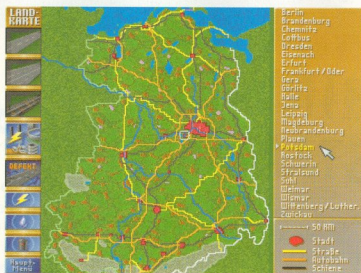 LAND-
KARTE
DEPONI
Haupt-
Menü
Berlin
Brandenburg
Chemnitz
Cottbus
Dresden
Eisenach
Erfurt
Frankfurt/Oder
Gera
Görlitz
Halle
Jena
Leipzig
Magdeburg
Neubrandenburg
Plauen
Potsdam
Rostock
Schwerin
Stralsund
Suhl
Weimar
Wismar
Wittenberg/Luther.
Zwickau
50 KM
Stadt
Straße
Autobahn
Schiene